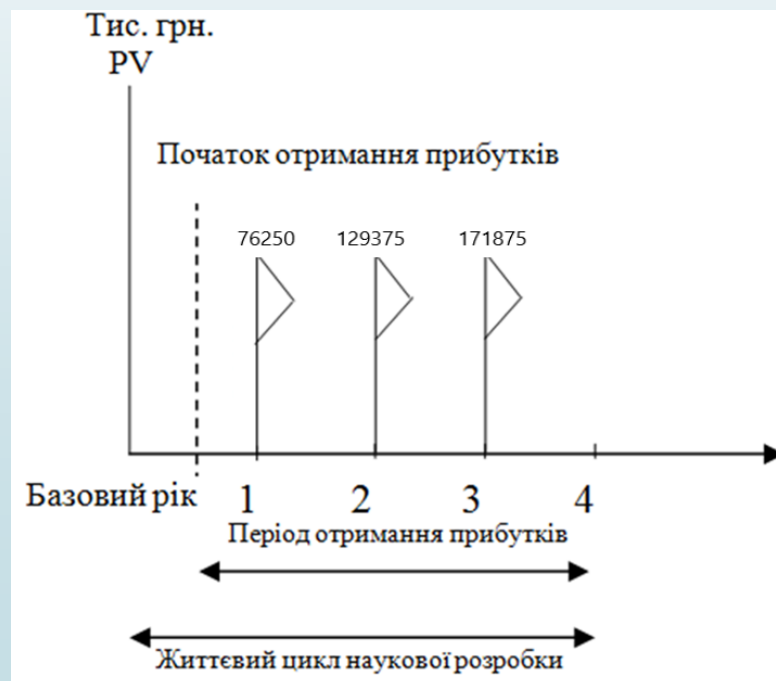 Тис. грн.
PV
Початок отримання прибутків
76250 129375 171875
Базовий рік 1 2 3 4
Період отримання прибутків
Життєвий цикл наукової розробки